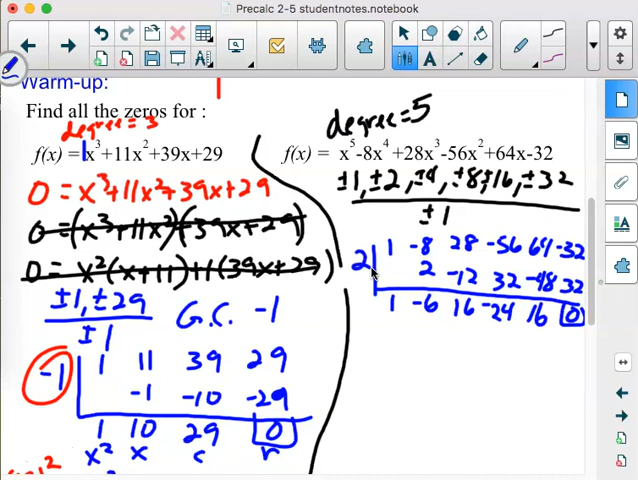 Precalc 2-5 studentnotes.notebook
Warm-up:
Find all the zeros for :
degree=3
f(x) = 1x³+11x²+39x+29
0 = x³+11x²+39x+29
0=(x³+11x²)(39x+29)
0=x²(x+11)+1(39x+29)
±1,±29
±1
G.C. -1
-1 | 1 11 39 29
-1 -10 -29
1 10 29 0
x² x c r
degree=5
f(x) = x⁵-8x⁴+28x³-56x²+64x-32
±1,±2,±4,±8,±16,±32
±1
2 | 1 -8 28 -56 64 -32
2 -12 32 -48 32
1 -6 16 -24 16 0